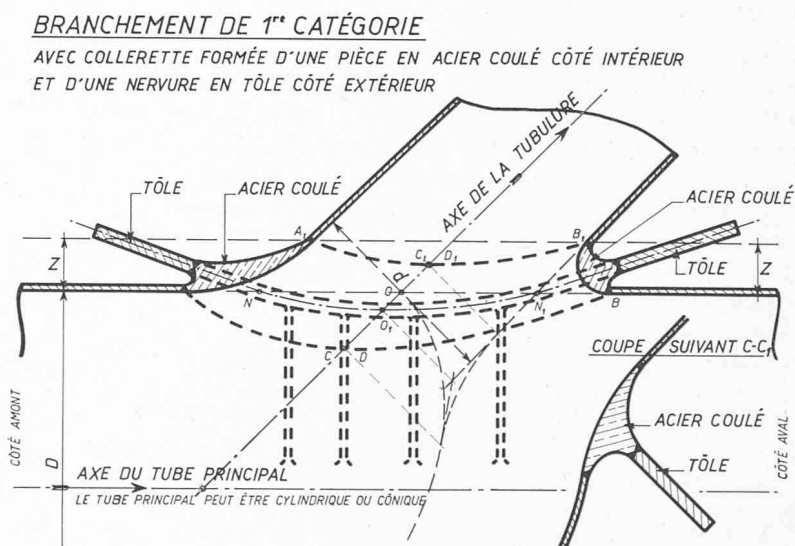 BRANCHEMENT DE 1re CATÉGORIE
AVEC COLLERETTE FORMÉE D'UNE PIÈCE EN ACIER COULÉ CÔTÉ INTÉRIEUR
ET D'UNE NERVURE EN TÔLE CÔTÉ EXTÉRIEUR
AXE DE LA TUBULURE
TÔLE
ACIER COULÉ
ACIER COULÉ
A1
B1
C1 D1
Z
TÔLE
Z
d
O
N
N1
B
O1
C D
COUPE SUIVANT C-C1
ACIER COULÉ
TÔLE
CÔTÉ AMONT
D
CÔTÉ AVAL
AXE DU TUBE PRINCIPAL
LE TUBE PRINCIPAL PEUT ÊTRE CYLINDRIQUE OU CÔNIQUE